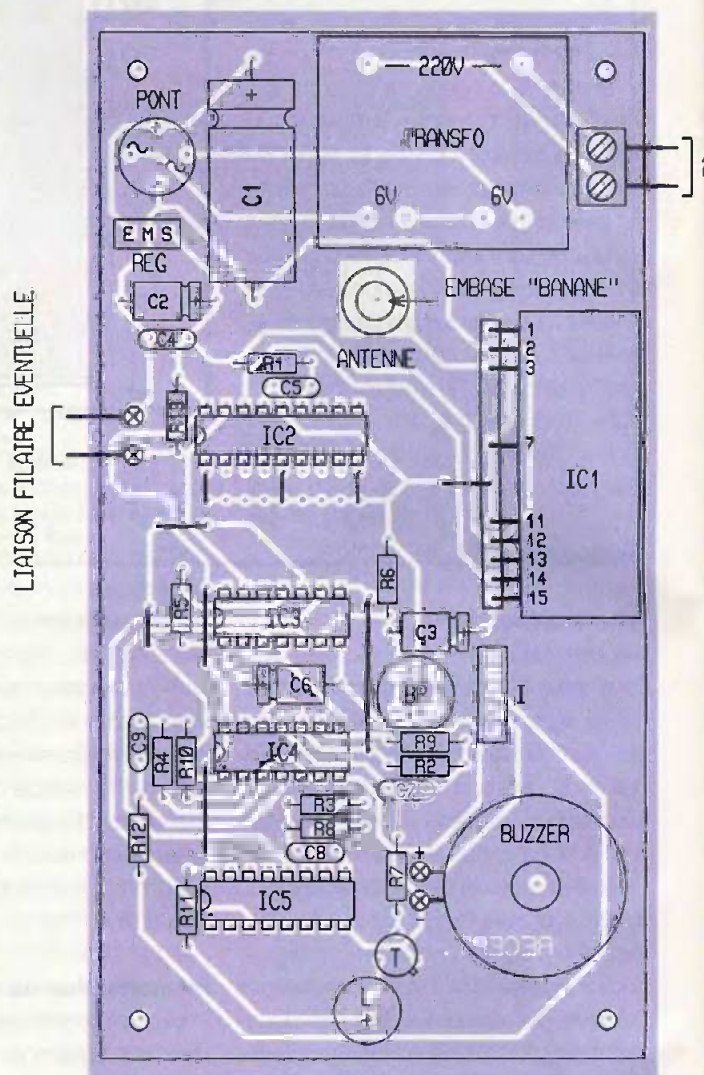 220V
PONT
+
TRANSFO
C1
6V 6V
E M S
REG
C2
EMBASE "BANANE"
C4
ANTENNE
R1
C5
1
2
3
7
11
12
13
14
15
IC1
IC2
LIAISON FILAIRE EVENTUELLE
R5
IC3
R6
C3
C6
BP
I
C9
R4
R10
IC4
R9
R2
R3
R8
C8
R12
R11
IC5
R7
+
-
BUZZER
T
L
RECEPT